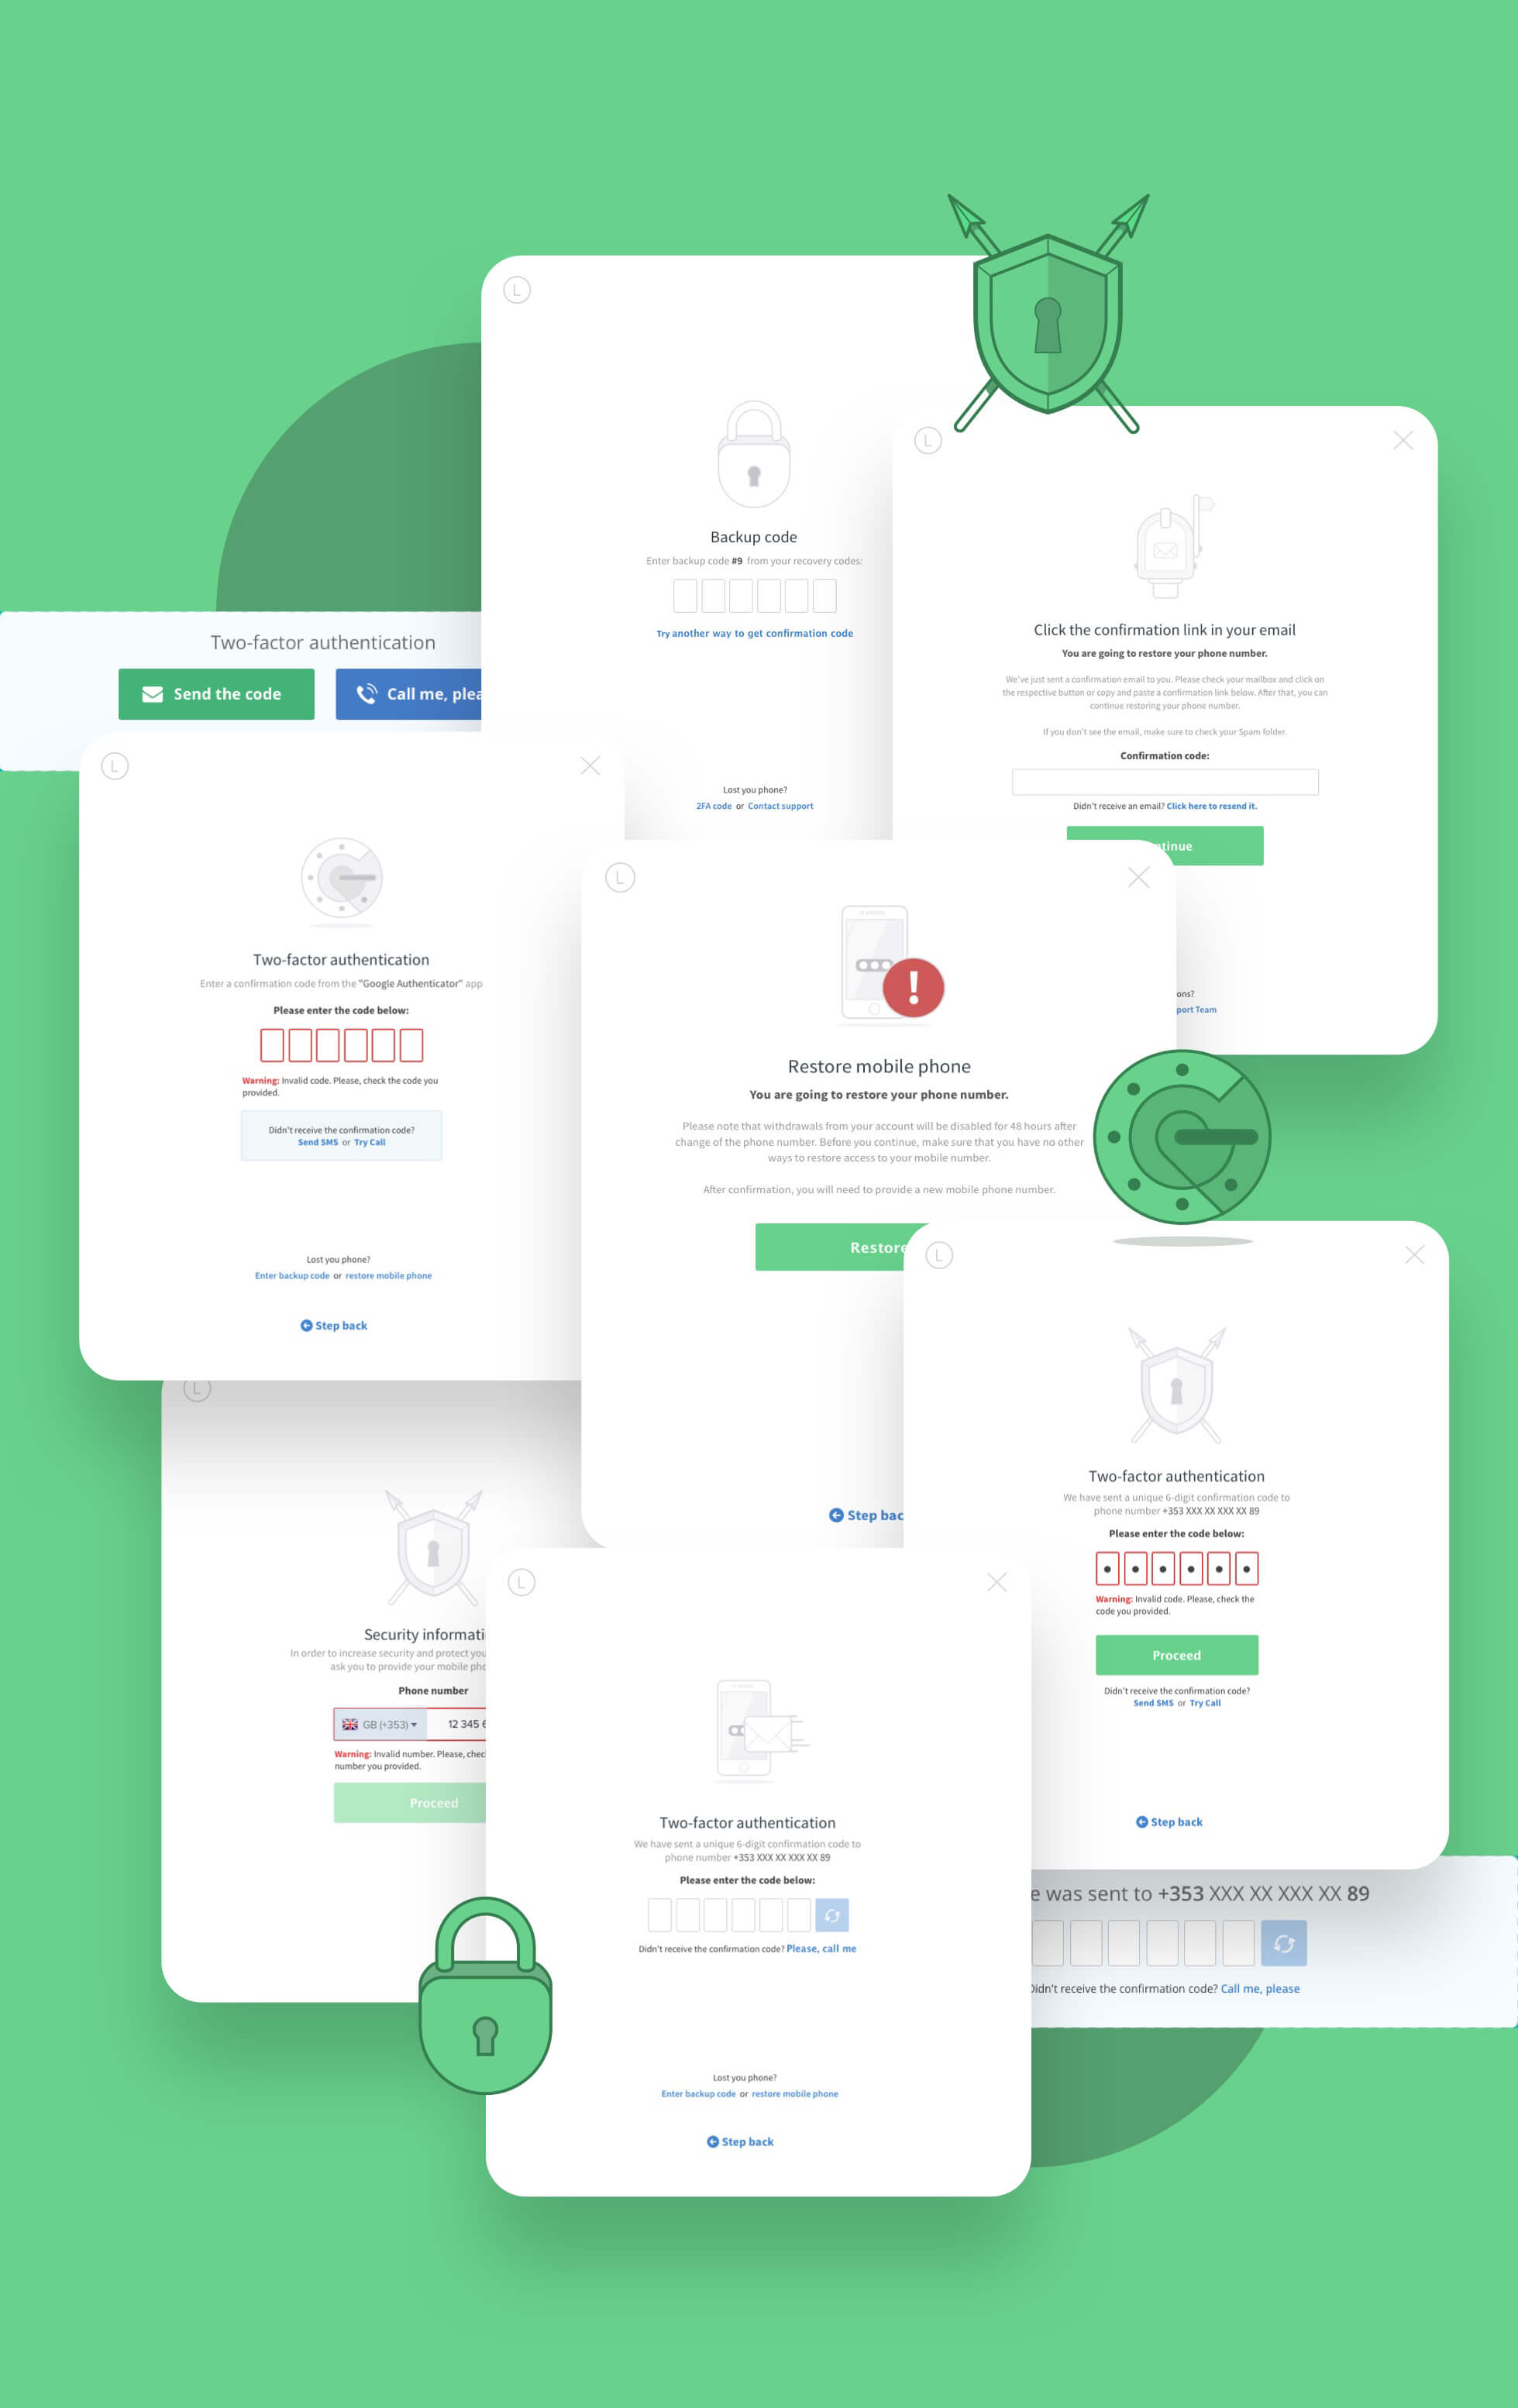 L
Backup code
Enter backup code #9 from your recovery codes:
Try another way to get confirmation code
Lost you phone?
2FA code or Contact support
L
Click the confirmation link in your email
You are going to restore your phone number.
We've just sent a confirmation email to you. Please check your mailbox and click on
the respective button or copy and paste a confirmation link below. After that, you can
continue restoring your phone number.
If you don't see the email, make sure to check your Spam folder.
Confirmation code:
Didn't receive an email? Click here to resend it.
tinue
ons?
port Team
Two-factor authentication
Send the code
Call me, plea
L
Two-factor authentication
Enter a confirmation code from the "Google Authenticator" app
Please enter the code below:
Warning: Invalid code. Please, check the code you
provided.
Didn't receive the confirmation code?
Send SMS or Try Call
Lost you phone?
Enter backup code or restore mobile phone
Step back
L
Restore mobile phone
You are going to restore your phone number.
Please note that withdrawals from your account will be disabled for 48 hours after
change of the phone number. Before you continue, make sure that you have no other
ways to restore access to your mobile number.
After confirmation, you will need to provide a new mobile phone number.
Restore
Step bac
L
Two-factor authentication
We have sent a unique 6-digit confirmation code to
phone number +353 XXX XX XXX XX 89
Please enter the code below:
Warning: Invalid code. Please, check the
code you provided.
Proceed
Didn't receive the confirmation code?
Send SMS or Try Call
Step back
L
Security informati
In order to increase security and protect you
ask you to provide your mobile pho
Phone number
GB (+353) 12 345 6
Warning: Invalid number. Please, chec
number you provided.
Proceed
L
Two-factor authentication
We have sent a unique 6-digit confirmation code to
phone number +353 XXX XX XXX XX 89
Please enter the code below:
Didn't receive the confirmation code? Please, call me
Lost you phone?
Enter backup code or restore mobile phone
Step back
e was sent to +353 XXX XX XXX XX 89
Didn't receive the confirmation code? Call me, please